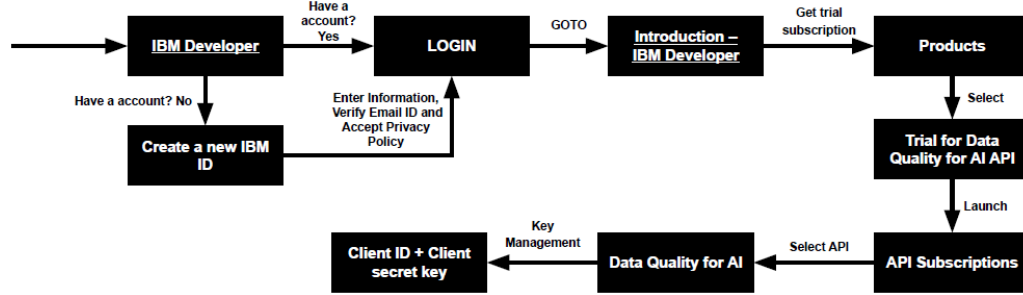 Have a
account?
Yes
IBM Developer
LOGIN
GOTO
Introduction –
IBM Developer
Get trial
subscription
Products
Have a account? No
Enter Information,
Verify Email ID and
Accept Privacy
Policy
Select
Create a new IBM
ID
Trial for Data
Quality for AI API
Launch
Key
Management
Client ID + Client
secret key
Data Quality for AI
Select API
API Subscriptions